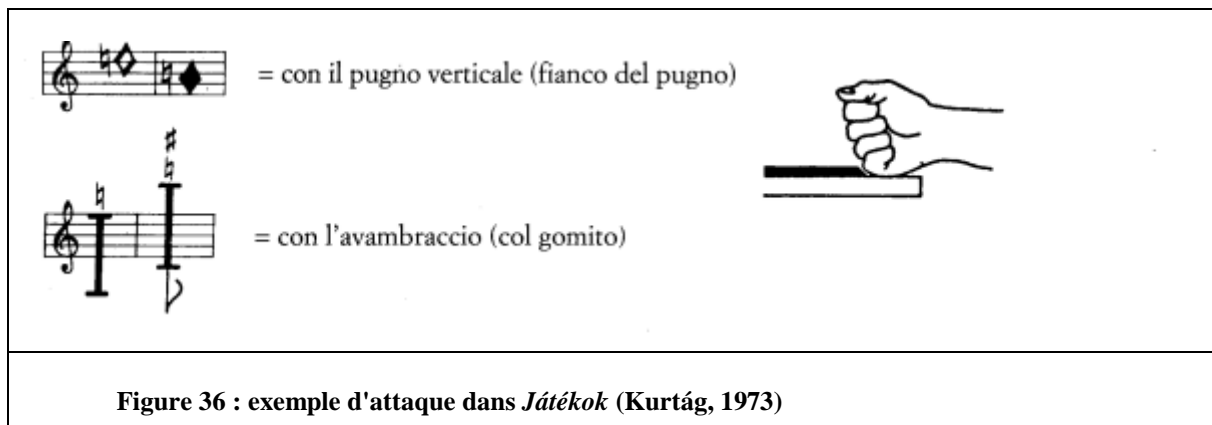 = con il pugno verticale (fianco del pugno)
= con l'avambraccio (col gomito)
Figure 36 : exemple d'attaque dans Játékok (Kurtág, 1973)